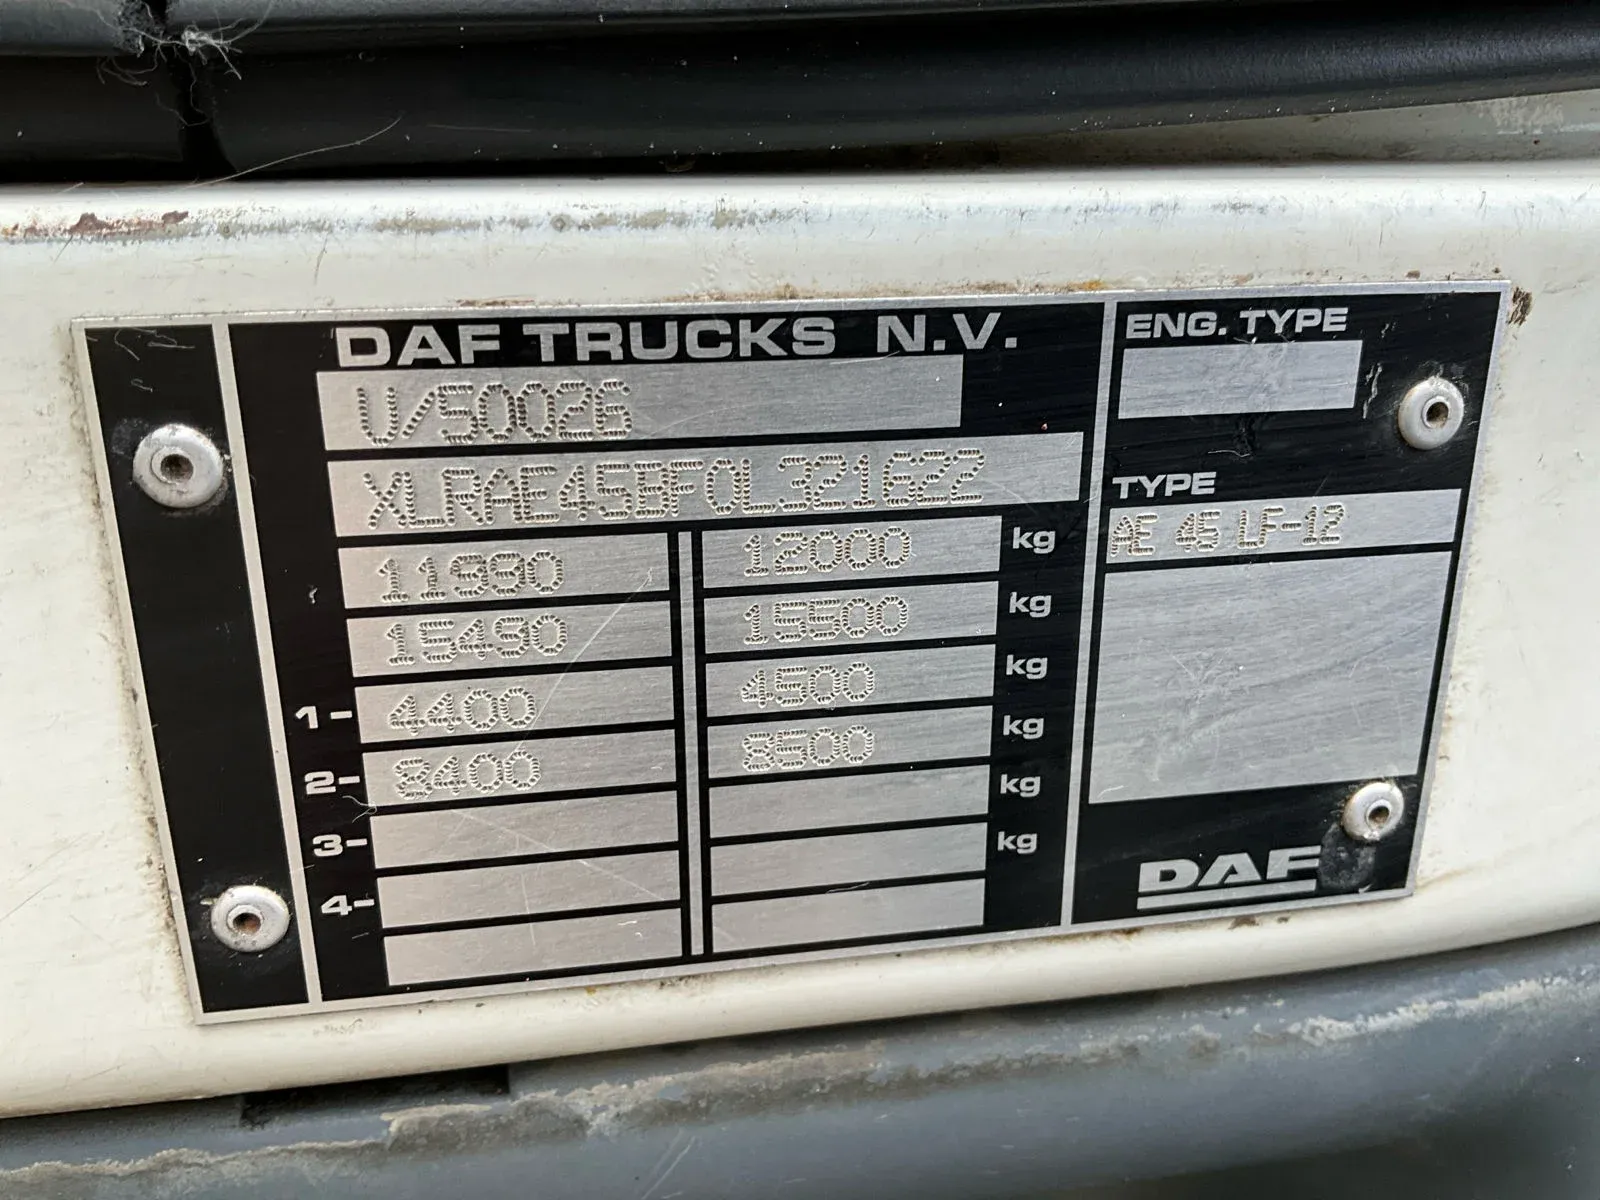 DAF TRUCKS N.V.
V/50026
XLRAE45BF0L321622
11990 12000 kg
15490 15500 kg
1- 4400 4500 kg
2- 8400 8500 kg
3- kg
4- kg
ENG. TYPE
TYPE
AE 45 LF-12
DAF